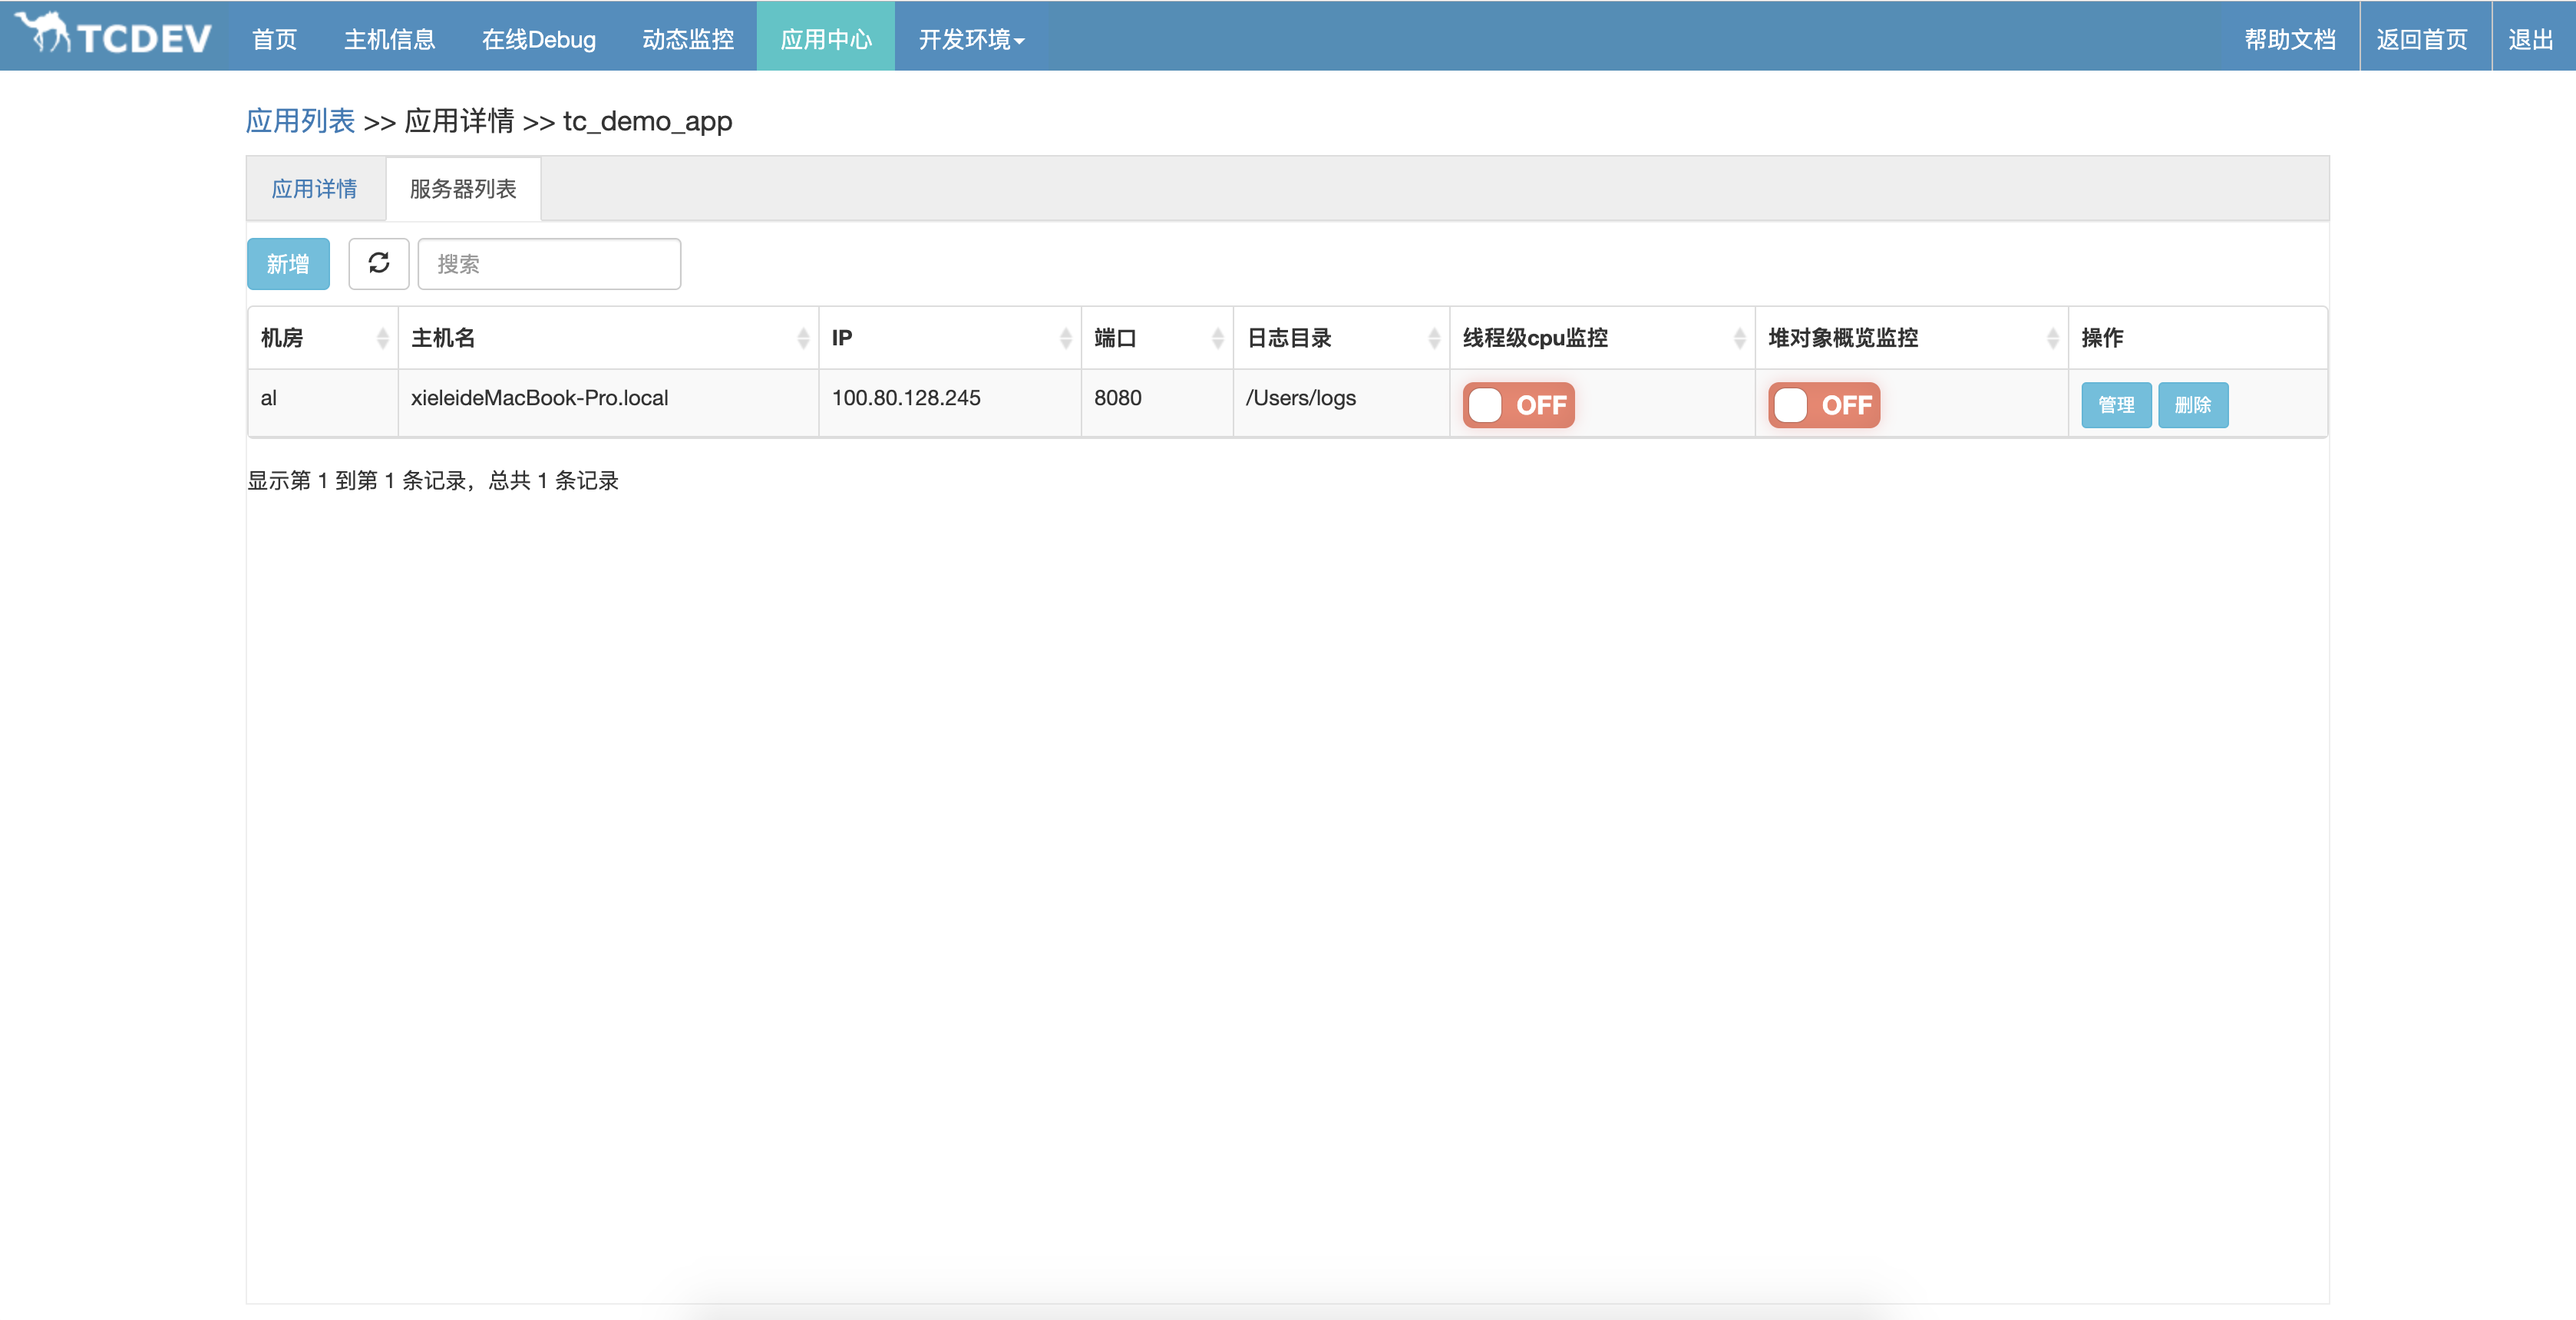 TCDEV 首页 主机信息 在线Debug 动态监控 应用中心 开发环境 帮助文档 返回首页 退出
应用列表 >> 应用详情 >> tc_demo_app
应用详情 服务器列表
新增 搜索
机房 主机名 IP 端口 日志目录 线程级cpu监控 堆对象概览监控 操作
al xieleideMacBook-Pro.local 100.80.128.245 8080 /Users/logs OFF OFF 管理 删除
显示第 1 到第 1 条记录，总共 1 条记录